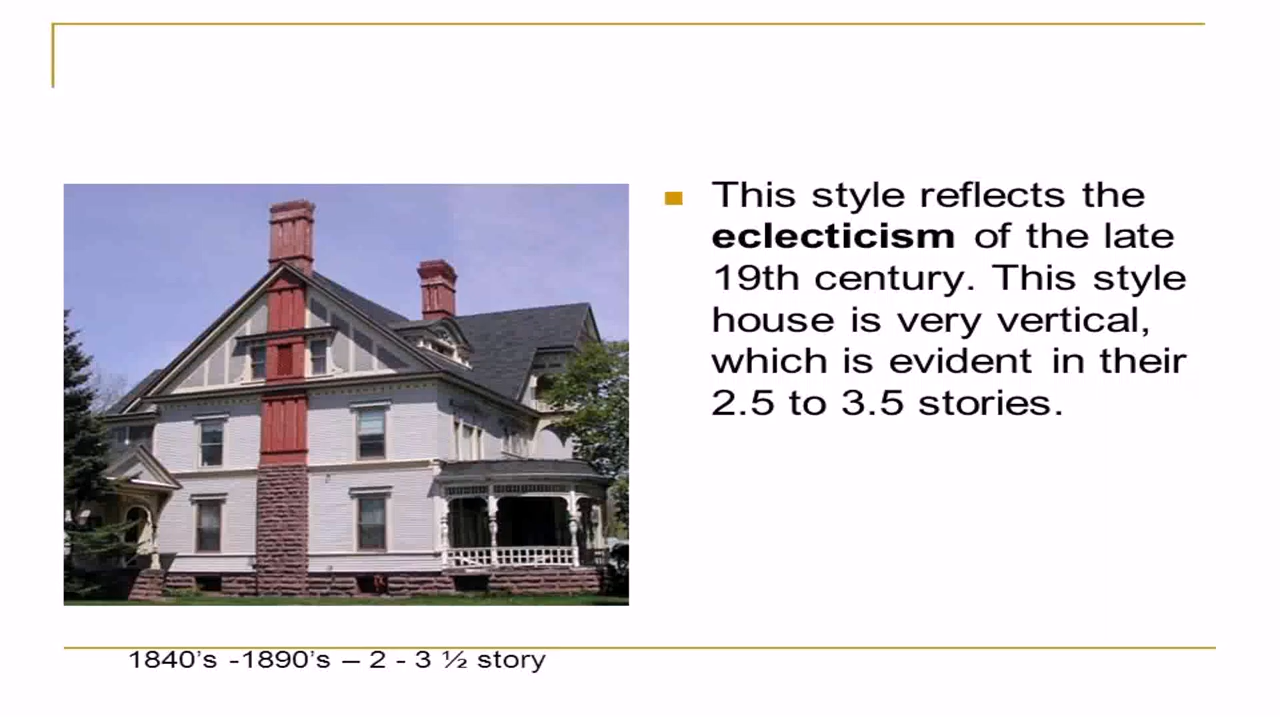 This style reflects the
eclecticism of the late
19th century. This style
house is very vertical,
which is evident in their
2.5 to 3.5 stories.
1840’s -1890’s – 2 - 3 ½ story